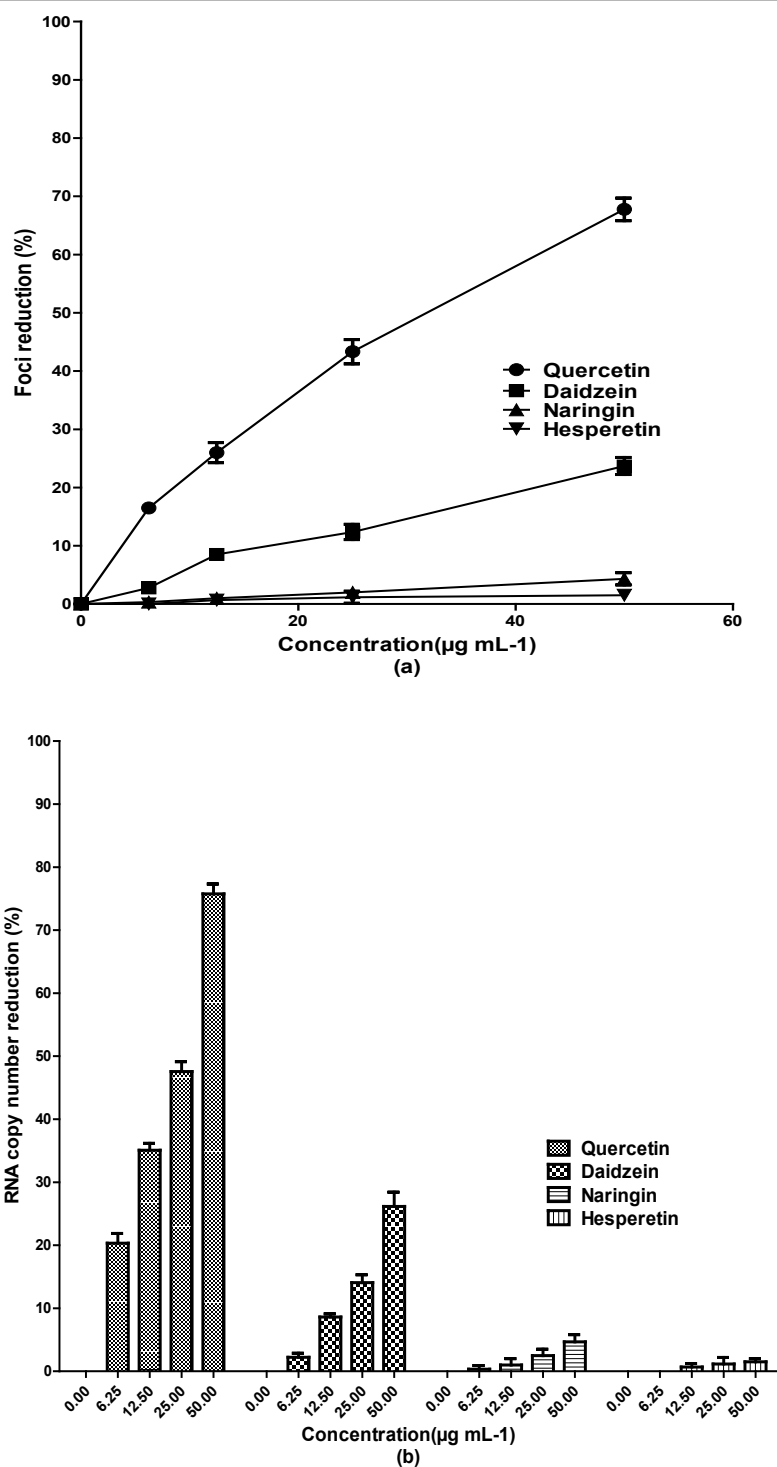 100
90
80
70
60
50
40
30
20
10
0
Foci reduction (%)
Quercetin
Daidzein
Naringin
Hesperetin
0 20 40 60
Concentration(µg mL-1)
(a)
100
90
80
70
60
50
40
30
20
10
0
RNA copy number reduction (%)
Quercetin
Daidzein
Naringin
Hesperetin
0.00 6.25 12.50 25.00 50.00 0.00 6.25 12.50 25.00 50.00 0.00 6.25 12.50 25.00 50.00 0.00 6.25 12.50 25.00 50.00
Concentration(µg mL-1)
(b)